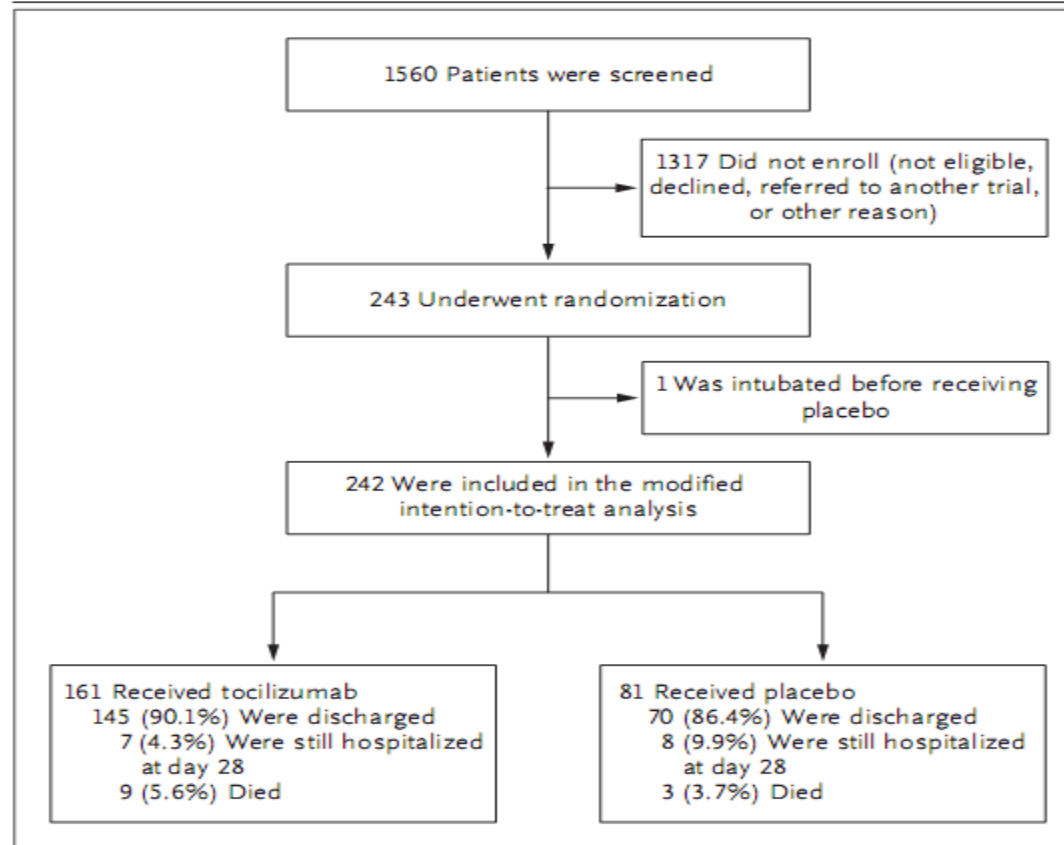 1560 Patients were screened
1317 Did not enroll (not eligible,
declined, referred to another trial,
or other reason)
243 Underwent randomization
1 Was intubated before receiving
placebo
242 Were included in the modified
intention-to-treat analysis
161 Received tocilizumab
145 (90.1%) Were discharged
7 (4.3%) Were still hospitalized
at day 28
9 (5.6%) Died
81 Received placebo
70 (86.4%) Were discharged
8 (9.9%) Were still hospitalized
at day 28
3 (3.7%) Died